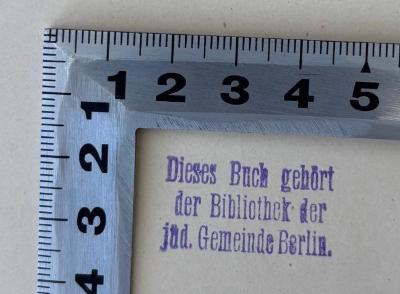 1 2 3 4 5
1
2
3
4
Dieses Buch gehört
der Bibliothek der
jüd. Gemeinde Berlin.